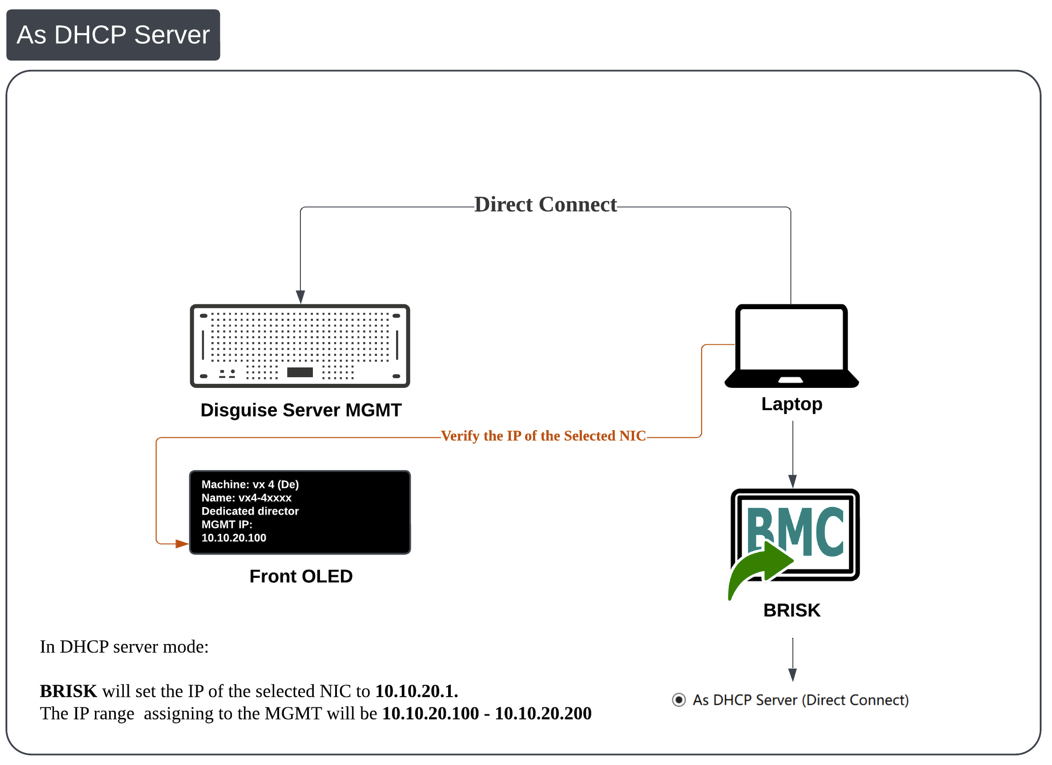 As DHCP Server
Direct Connect
Disguise Server MGMT
Laptop
Verify the IP of the Selected NIC
Machine: vx 4 (De)
Name: vx4-4xxxx
Dedicated director
MGMT IP:
10.10.20.100
Front OLED
BMC
BRISK
In DHCP server mode:
BRISK will set the IP of the selected NIC to 10.10.20.1.
The IP range assigning to the MGMT will be 10.10.20.100 - 10.10.20.200
As DHCP Server (Direct Connect)